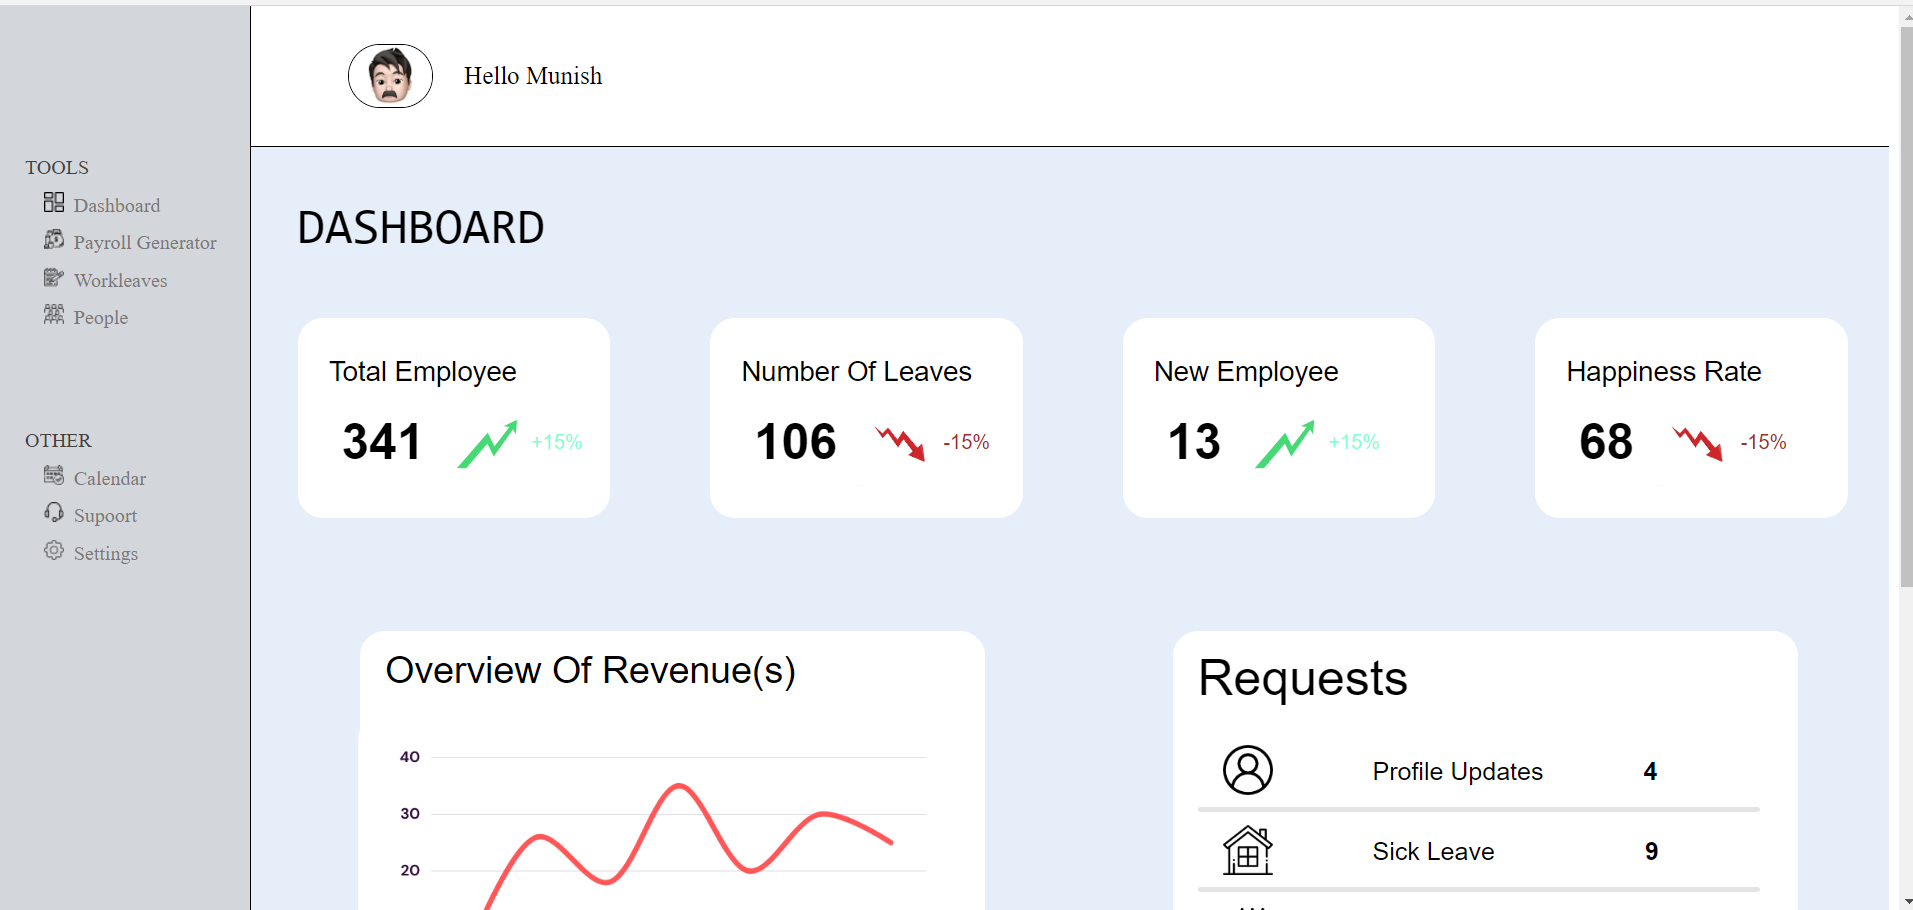 Hello Munish
TOOLS
Dashboard
Payroll Generator
Workleaves
People
OTHER
Calendar
Supoort
Settings
DASHBOARD
Total Employee
341 +15%
Number Of Leaves
106 -15%
New Employee
13 +15%
Happiness Rate
68 -15%
Overview Of Revenue(s)
40
30
20
Requests
Profile Updates 4
Sick Leave 9